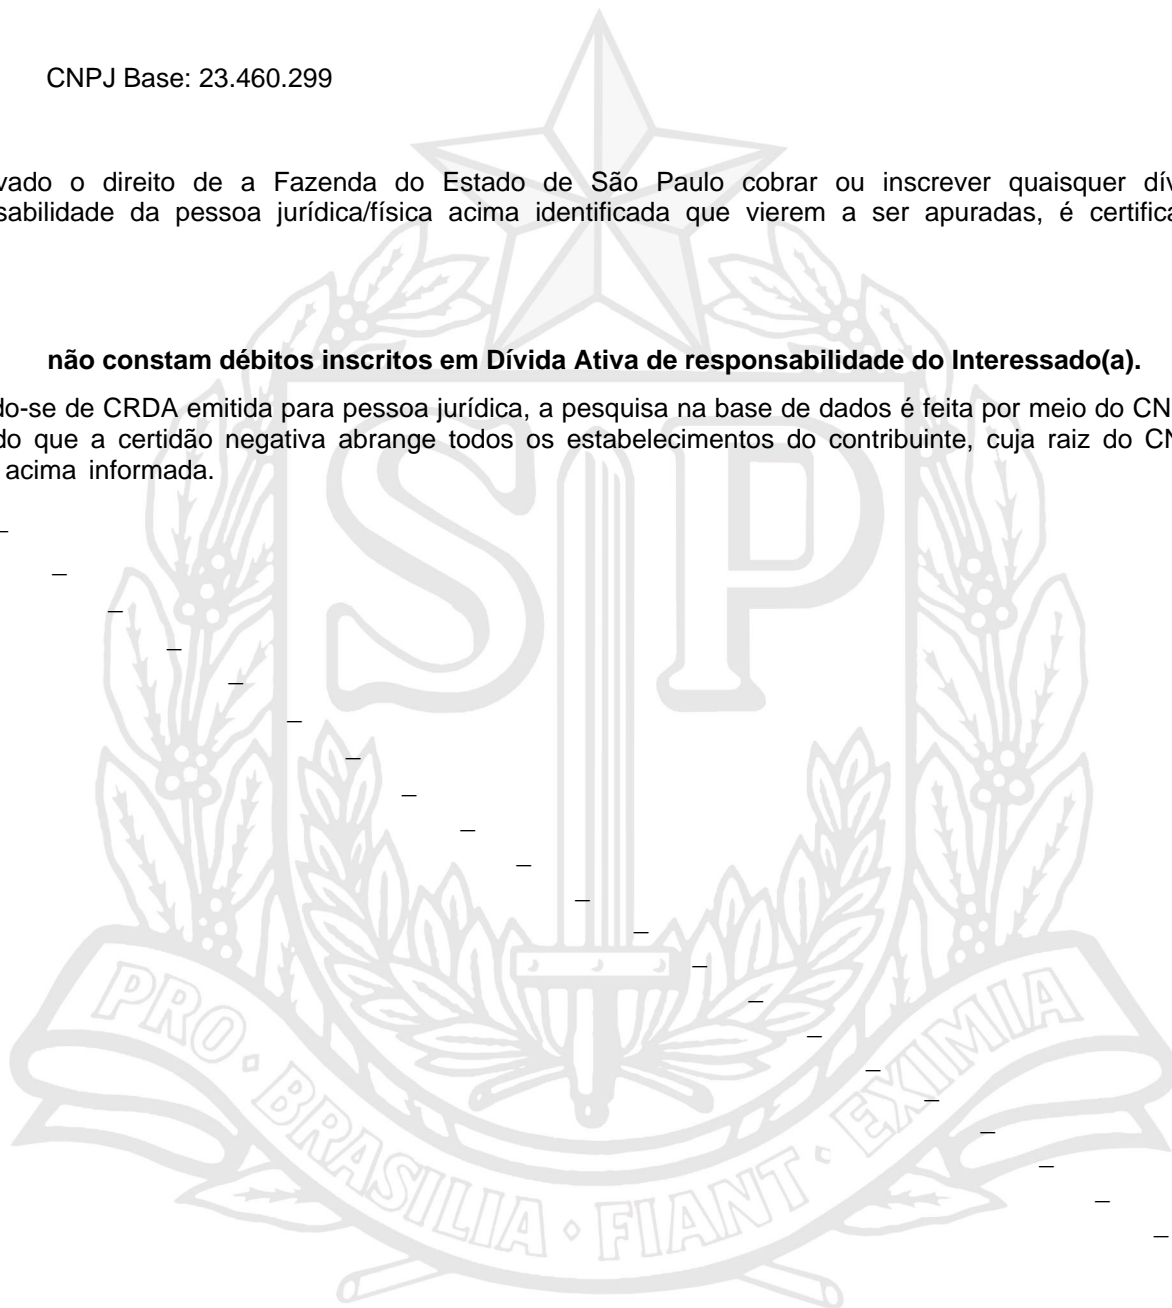 CNPJ Base: 23.460.299
vado o direito de a Fazenda do Estado de São Paulo cobrar ou inscrever quaisquer dív
sabilidade da pessoa jurídica/física acima identificada que vierem a ser apuradas, é certifica
não constam débitos inscritos em Dívida Ativa de responsabilidade do Interessado(a).
do-se de CRDA emitida para pessoa jurídica, a pesquisa na base de dados é feita por meio do CN
do que a certidão negativa abrange todos os estabelecimentos do contribuinte, cuja raiz do CN
acima informada.
SP
PRO • BRASILIA • FIANT • EXIMIA